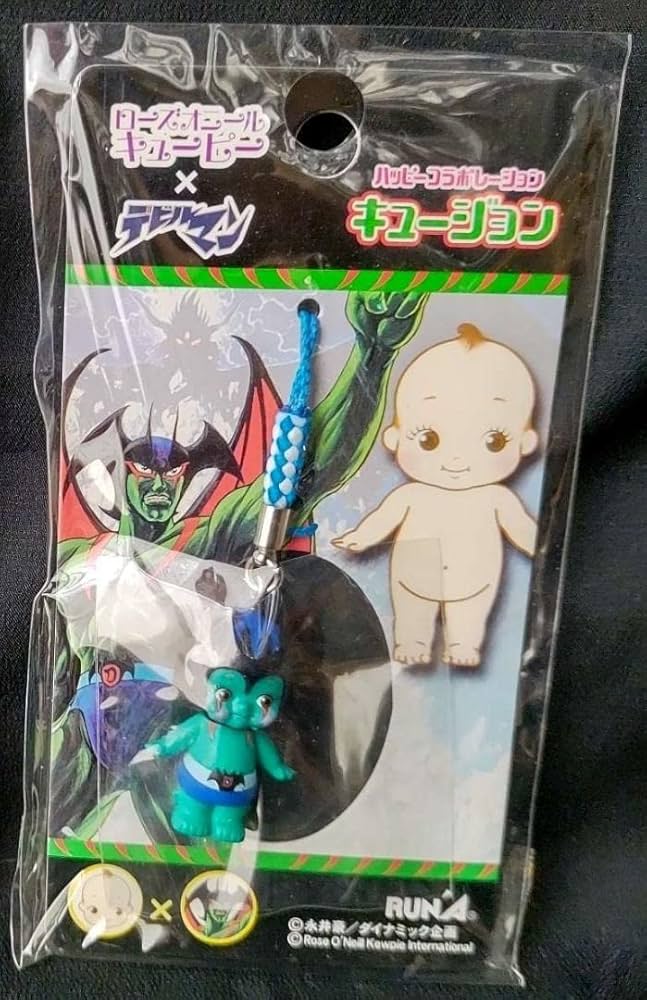 ローズオニール
キューピー
×
デビルマン
ハッピーコラボレーション
キュージョン
×
RUN'A®
©永井豪/ダイナミック企画
©Rose O'Neill Kewpie International